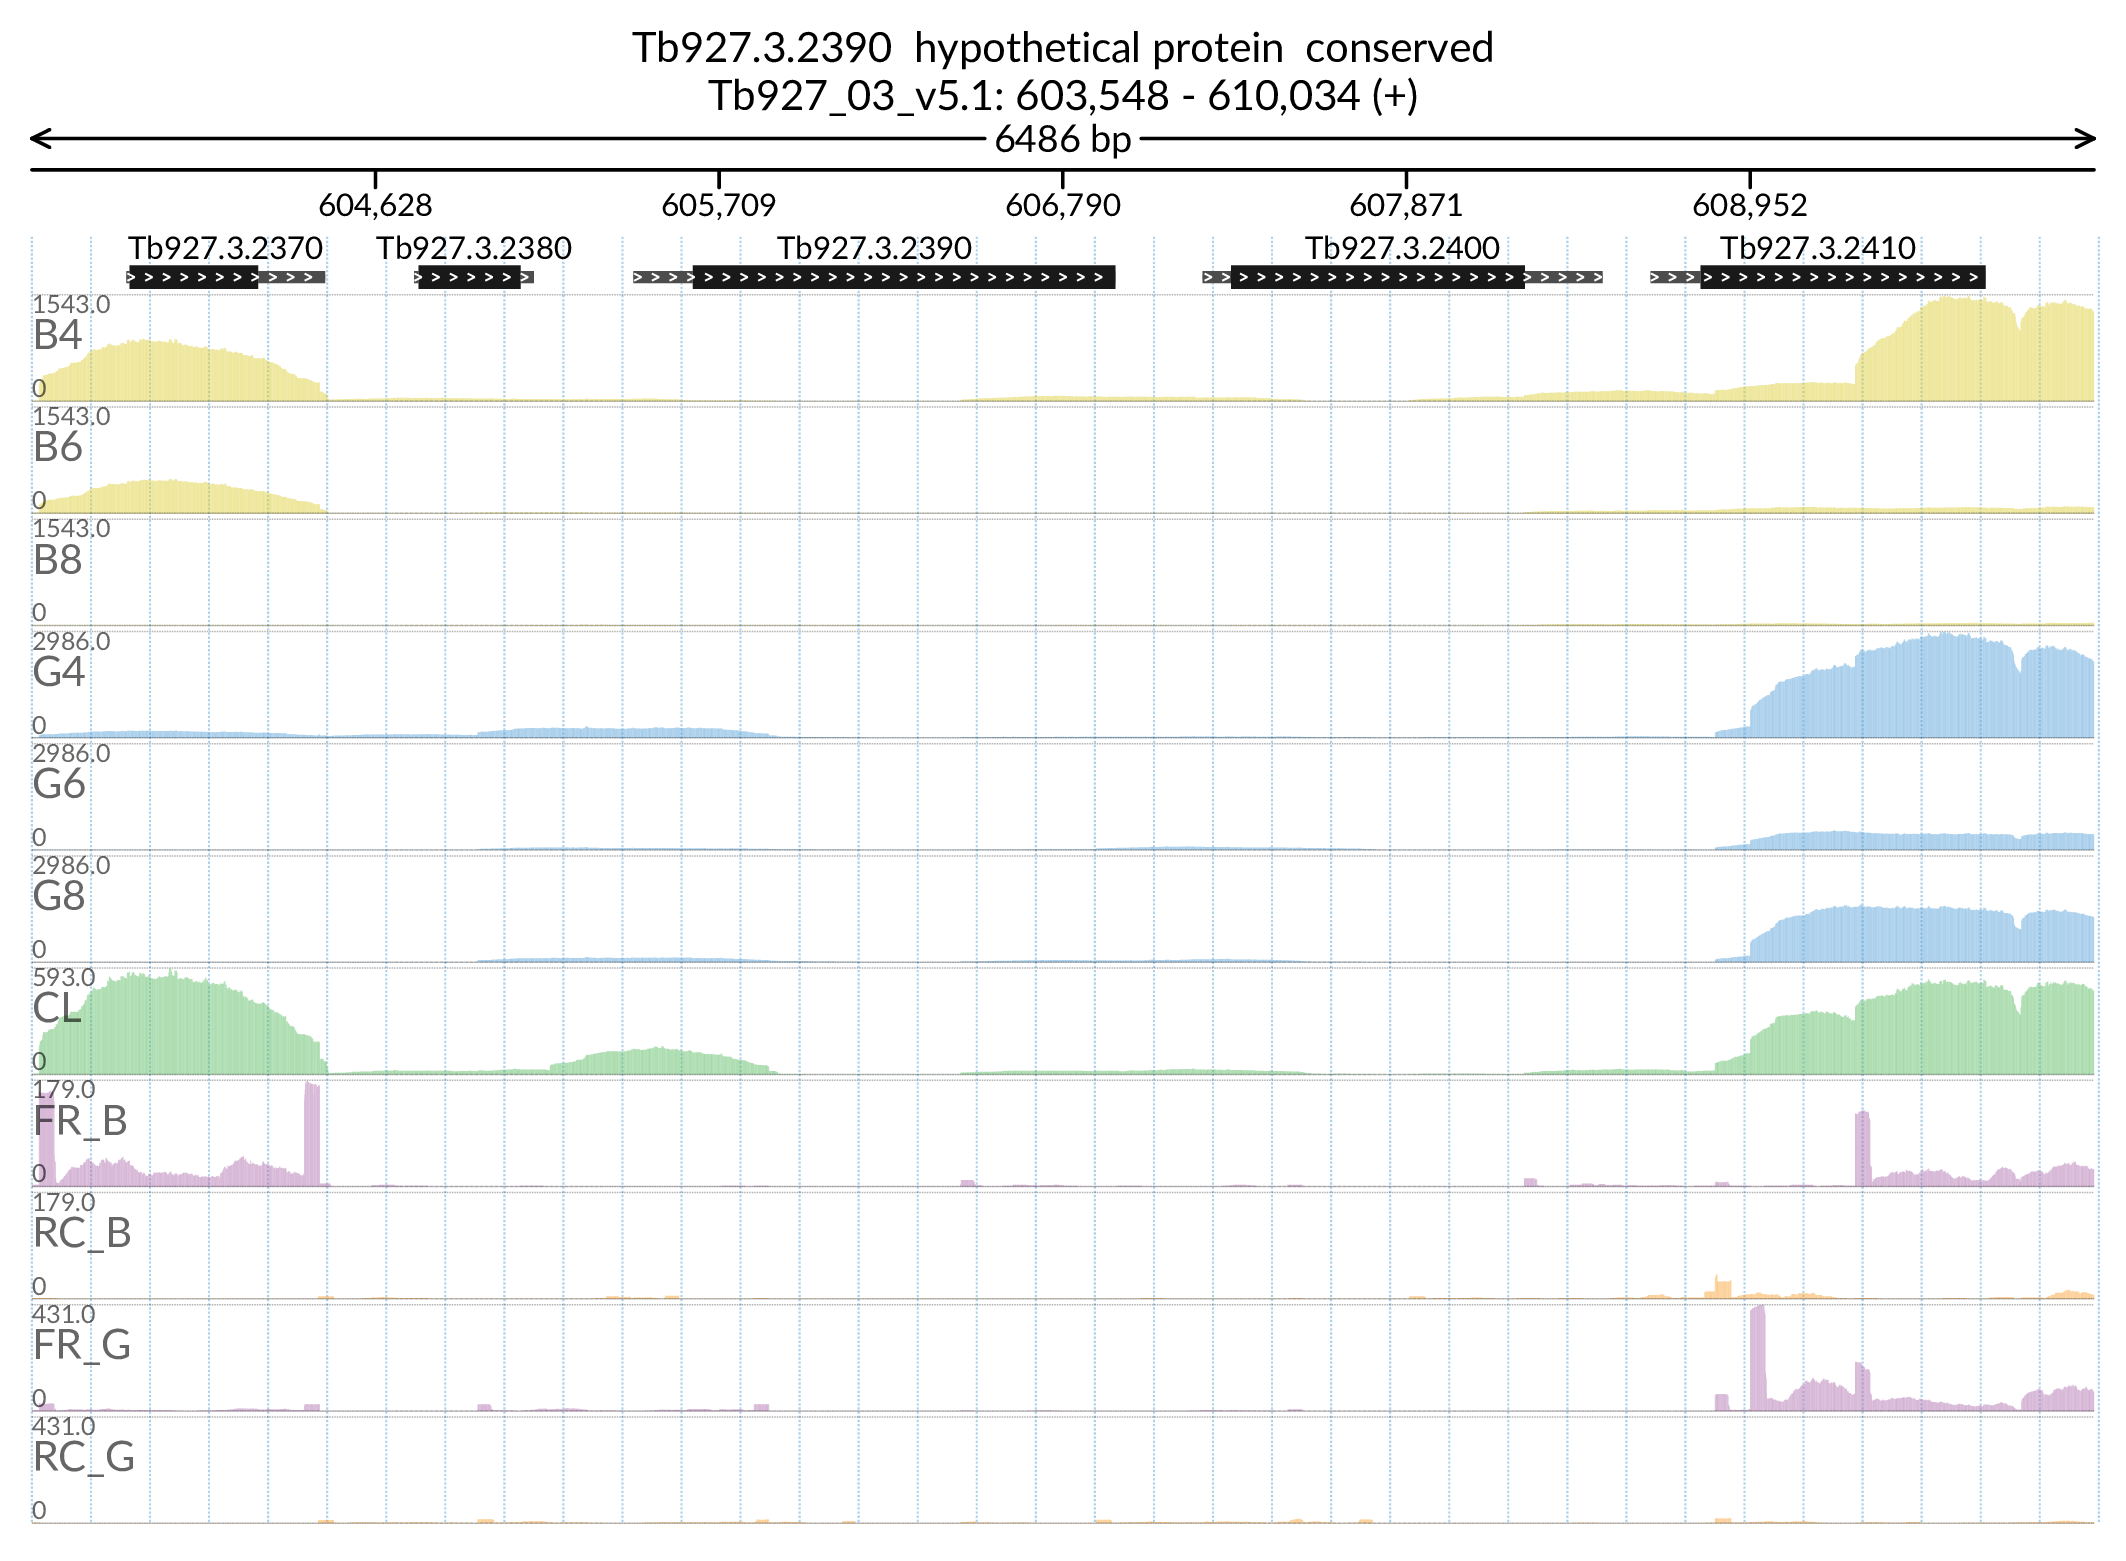 Tb927.3.2390 hypothetical protein conserved
Tb927_03_v5.1: 603,548 - 610,034 (+)
6486 bp
604,628 605,709 606,790 607,871 608,952
Tb927.3.2370 Tb927.3.2380 Tb927.3.2390 Tb927.3.2400 Tb927.3.2410
1543.0
B4
0
1543.0
B6
0
1543.0
B8
0
2986.0
G4
0
2986.0
G6
0
2986.0
G8
0
593.0
CL
0
179.0
FR_B
0
179.0
RC_B
0
431.0
FR_G
0
431.0
RC_G
0